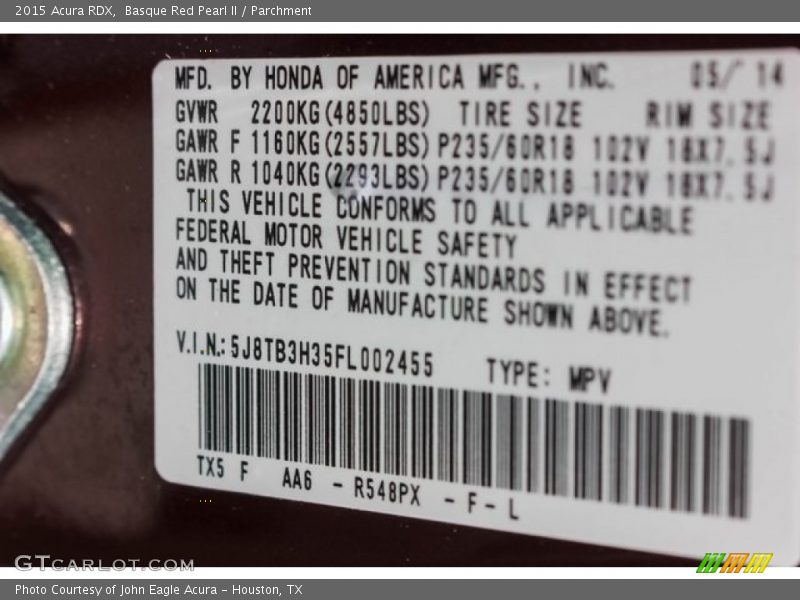 2015 Acura RDX,  Basque Red Pearl II / Parchment
MFD. BY HONDA OF AMERICA MFG., INC. 05/ 14
GVWR 2200KG(4850LBS) TIRE SIZE RIM SIZE
GAWR F 1160KG(2557LBS) P235/60R18 102V 18X7.5J
GAWR R 1040KG(2293LBS) P235/60R18 102V 18X7.5J
THIS VEHICLE CONFORMS TO ALL APPLICABLE
FEDERAL MOTOR VEHICLE SAFETY
AND THEFT PREVENTION STANDARDS IN EFFECT
ON THE DATE OF MANUFACTURE SHOWN ABOVE.
V.I.N.: 5J8TB3H35FL002455 TYPE: MPV
TX5 F AA6 - R548PX - F - L
GTCARLOT.COM
Photo Courtesy of John Eagle Acura - Houston, TX